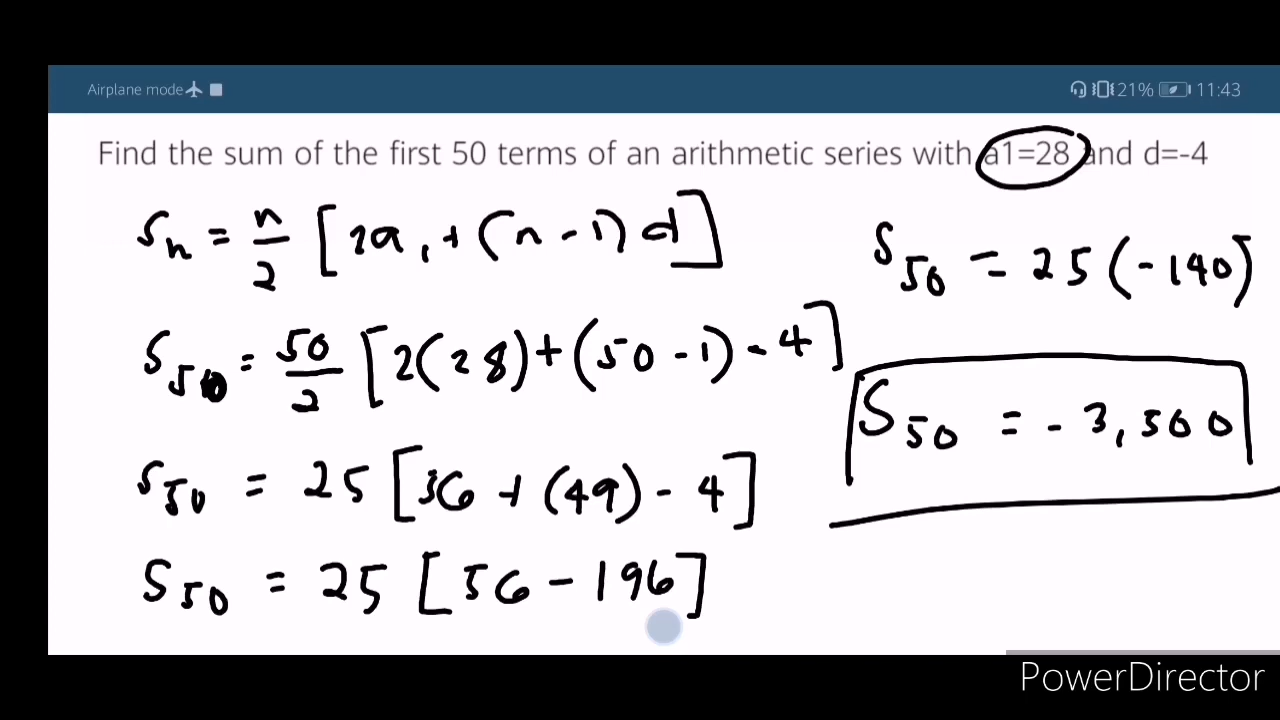 Airplane mode 21% 11:43
Find the sum of the first 50 terms of an arithmetic series with a1=28 and d=-4
Sn = n/2 [2a1 + (n - 1) d]
S50 = 50/2 [2(28) + (50 - 1) - 4]
S50 = 25 [56 + (49) - 4]
S50 = 25 [56 - 196]
S50 = 25 (-140)
S50 = - 3,500
PowerDirector